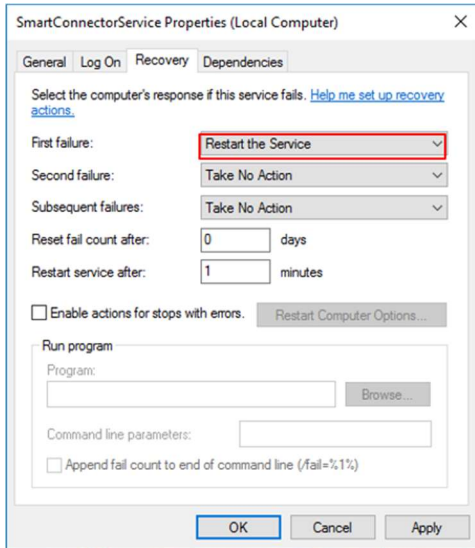 SmartConnectorService Properties (Local Computer)
General Log On Recovery Dependencies
Select the computer's response if this service fails. Help me set up recovery
actions.
First failure: Restart the Service
Second failure: Take No Action
Subsequent failures: Take No Action
Reset fail count after: 0 days
Restart service after: 1 minutes
Enable actions for stops with errors. Restart Computer Options...
Run program
Program:
Browse...
Command line parameters:
Append fail count to end of command line (/fail=%1%)
OK Cancel Apply